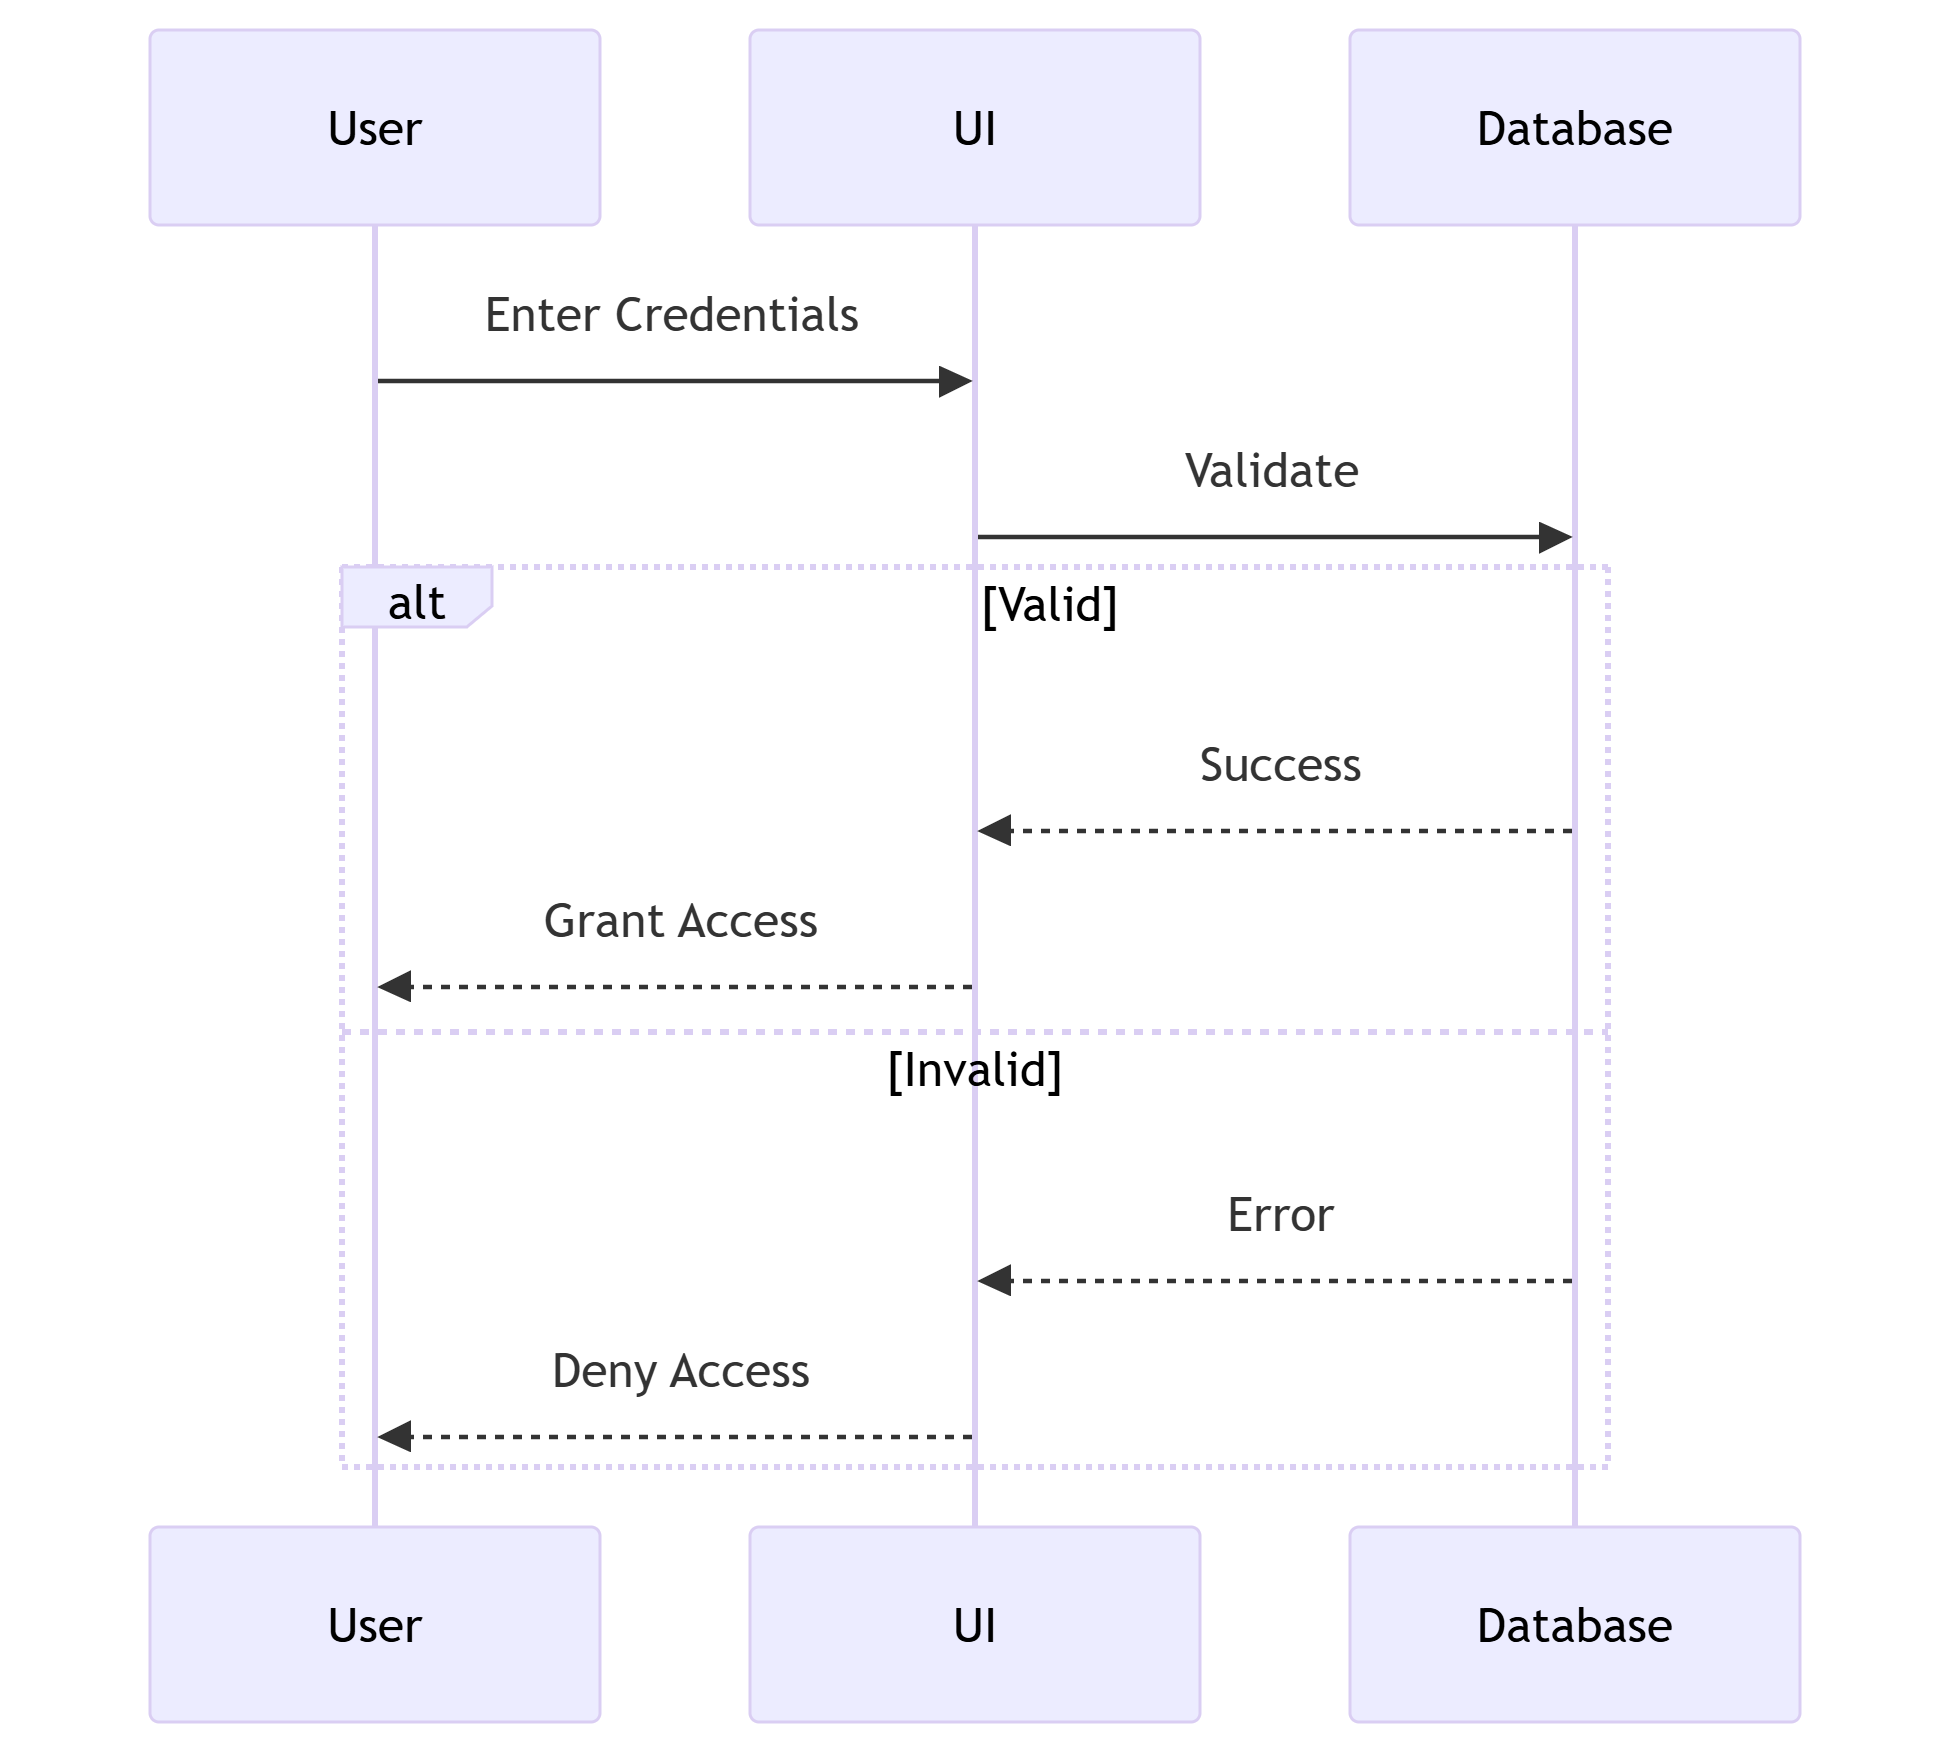 User
UI
Database
Enter Credentials
Validate
alt
[Valid]
Success
Grant Access
[Invalid]
Error
Deny Access
User
UI
Database